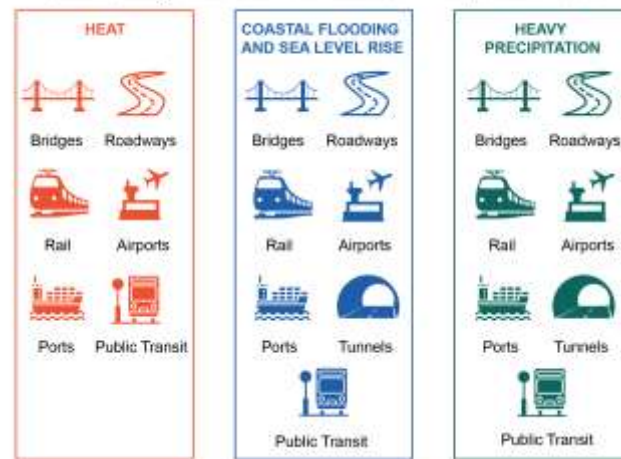 HEAT
Bridges Roadways
Rail Airports
Ports Public Transit
COASTAL FLOODING
AND SEA LEVEL RISE
Bridges Roadways
Rail Airports
Ports Tunnels
Public Transit
HEAVY
PRECIPITATION
Bridges Roadways
Rail Airports
Ports Tunnels
Public Transit